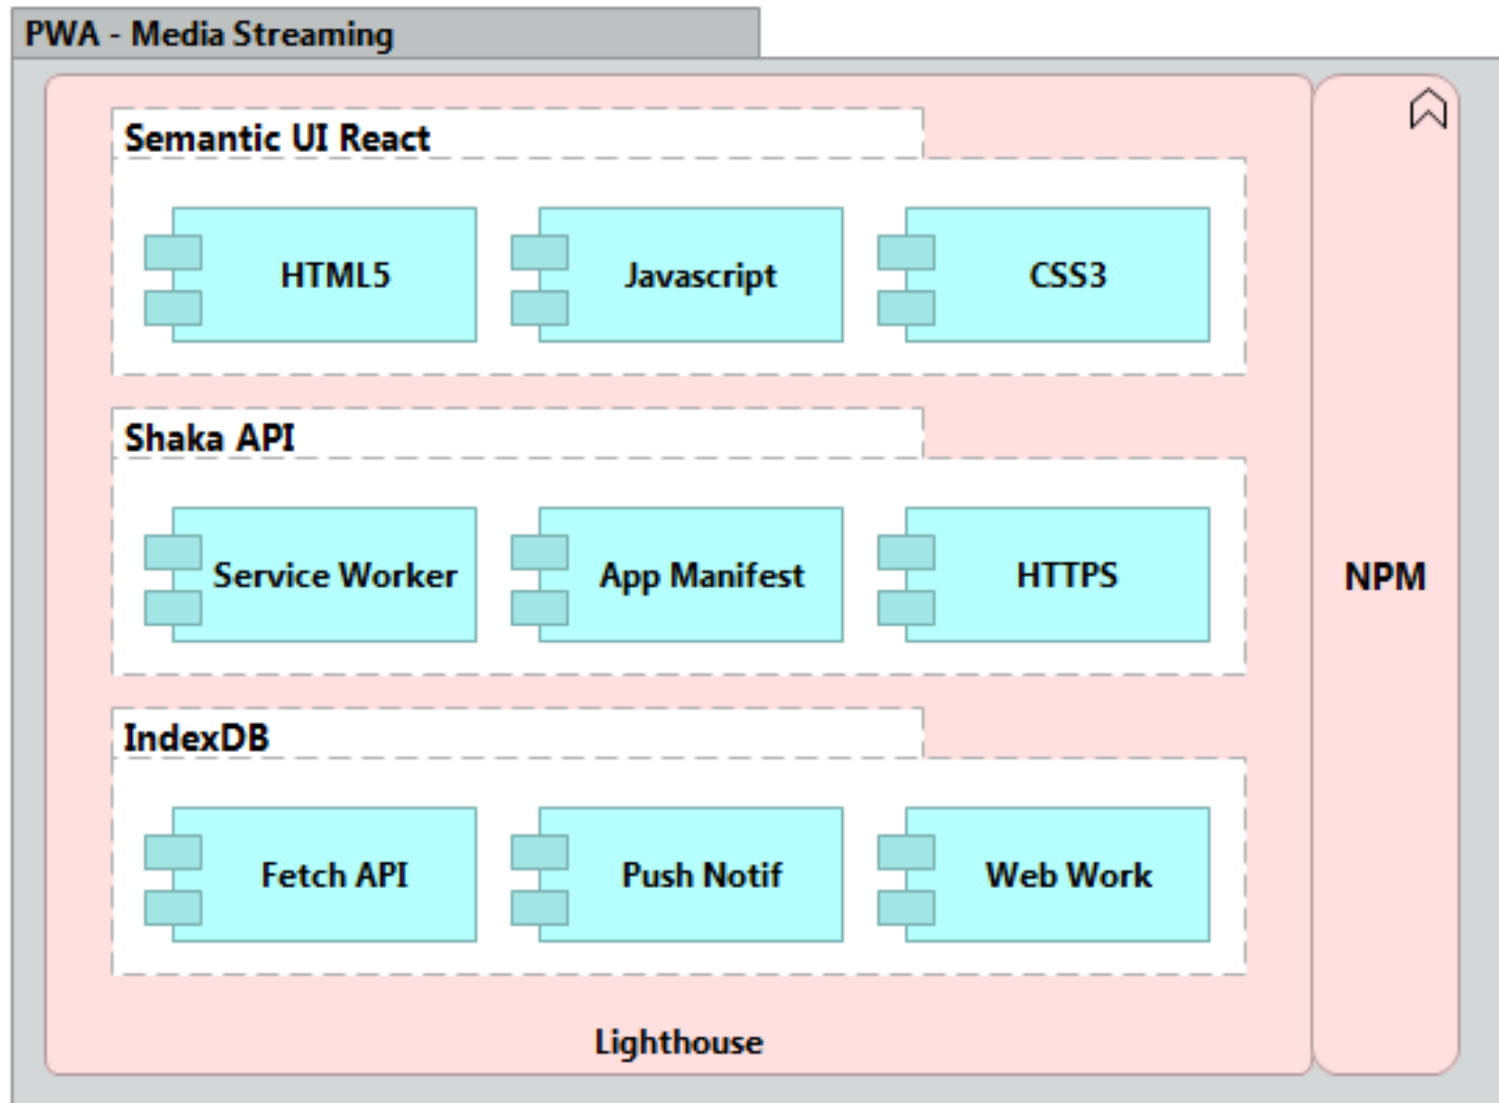 PWA - Media Streaming
Semantic UI React
HTML5
Javascript
CSS3
Shaka API
Service Worker
App Manifest
HTTPS
NPM
IndexDB
Fetch API
Push Notif
Web Work
Lighthouse